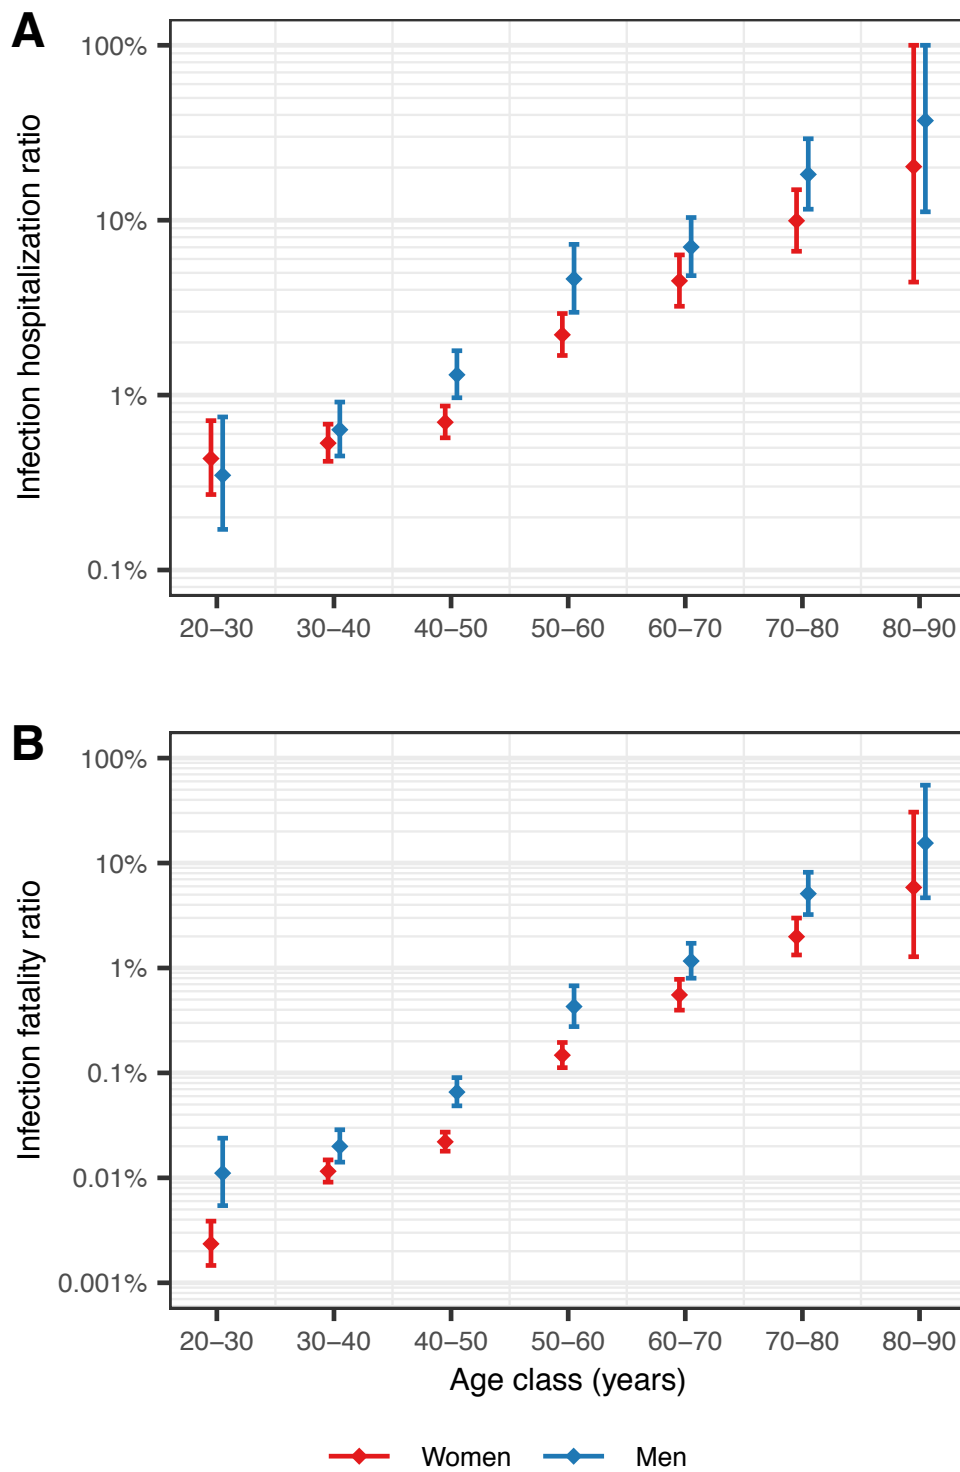 A
Infection hospitalization ratio
100%
10%
1%
0.1%
20–30 30–40 40–50 50–60 60–70 70–80 80–90
B
Infection fatality ratio
100%
10%
1%
0.1%
0.01%
0.001%
20–30 30–40 40–50 50–60 60–70 70–80 80–90
Age class (years)
Women Men